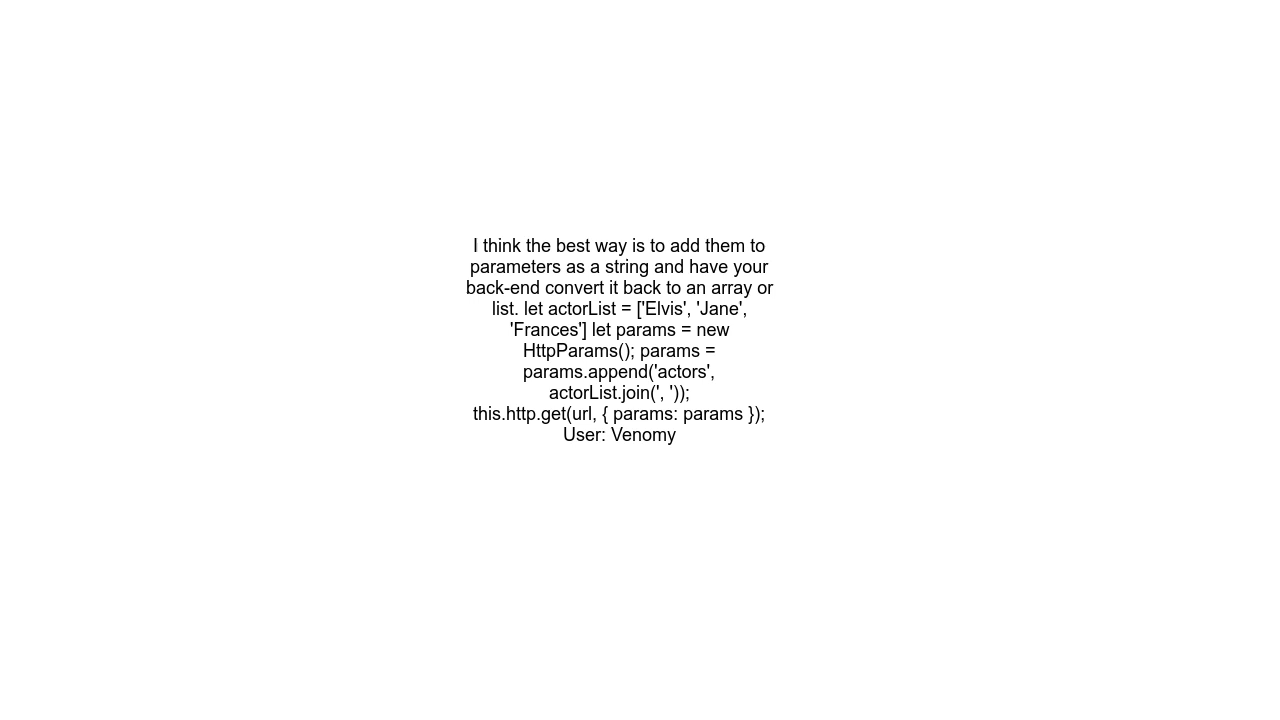 I think the best way is to add them to
parameters as a string and have your
back-end convert it back to an array or
list. let actorList = ['Elvis', 'Jane',
'Frances'] let params = new
HttpParams(); params =
params.append('actors',
actorList.join(', '));
this.http.get(url, { params: params });
User: Venomy